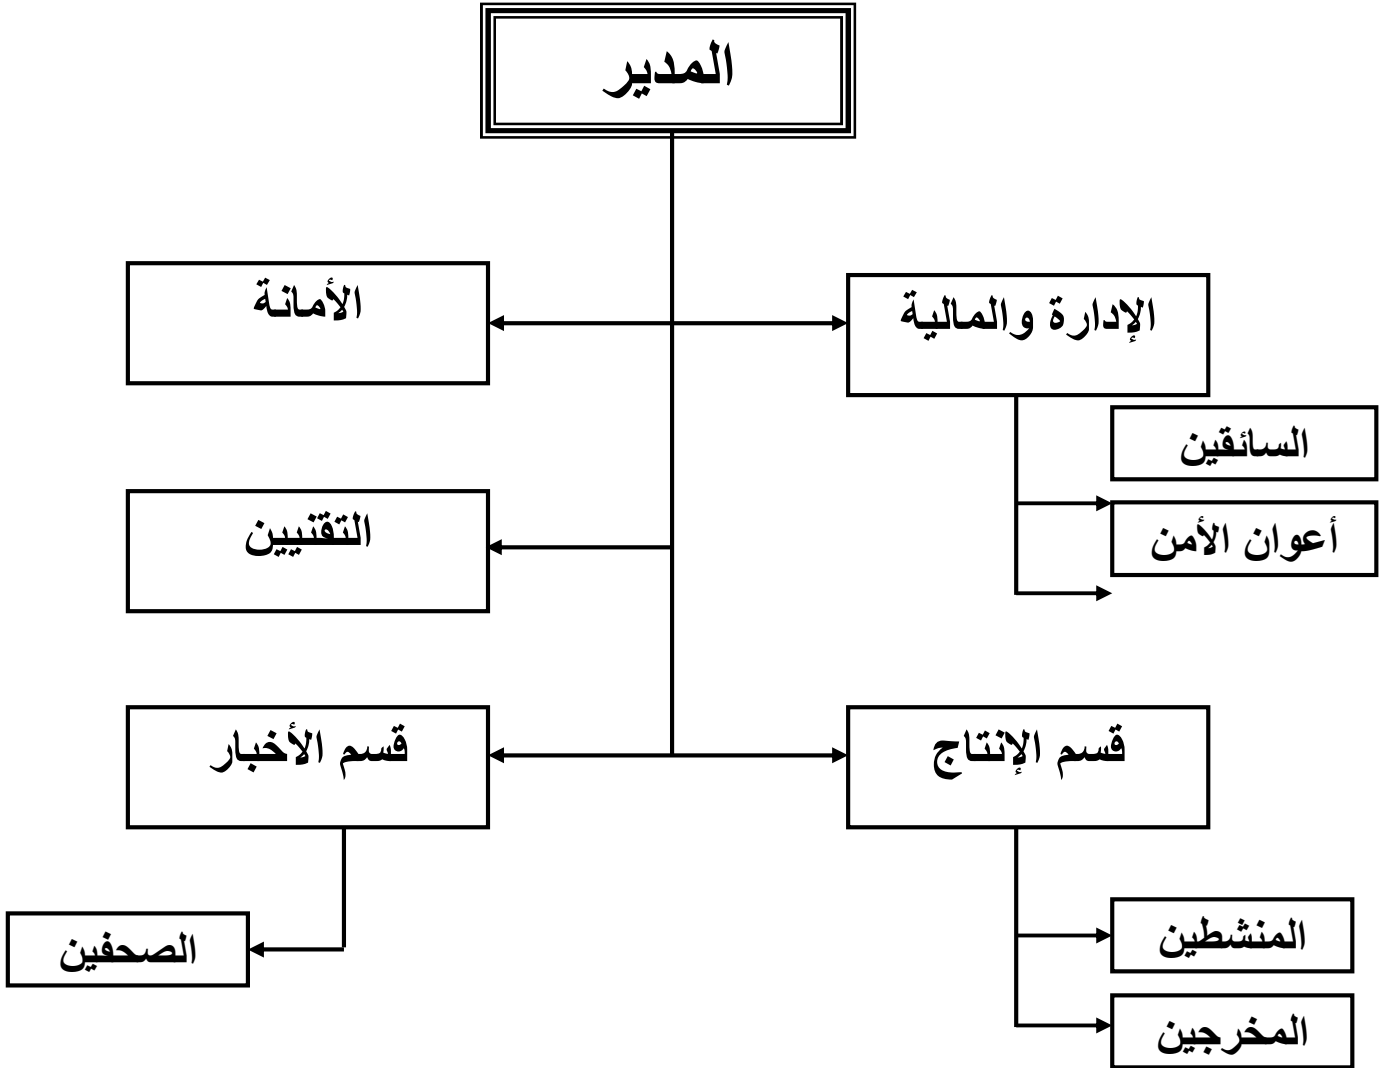 المدير
الإدارة والمالية
الأمانة
السائقين
أعوان الأمن
التقنيين
قسم الإنتاج
قسم الأخبار
المنشطين
الصحفين
المخرجين